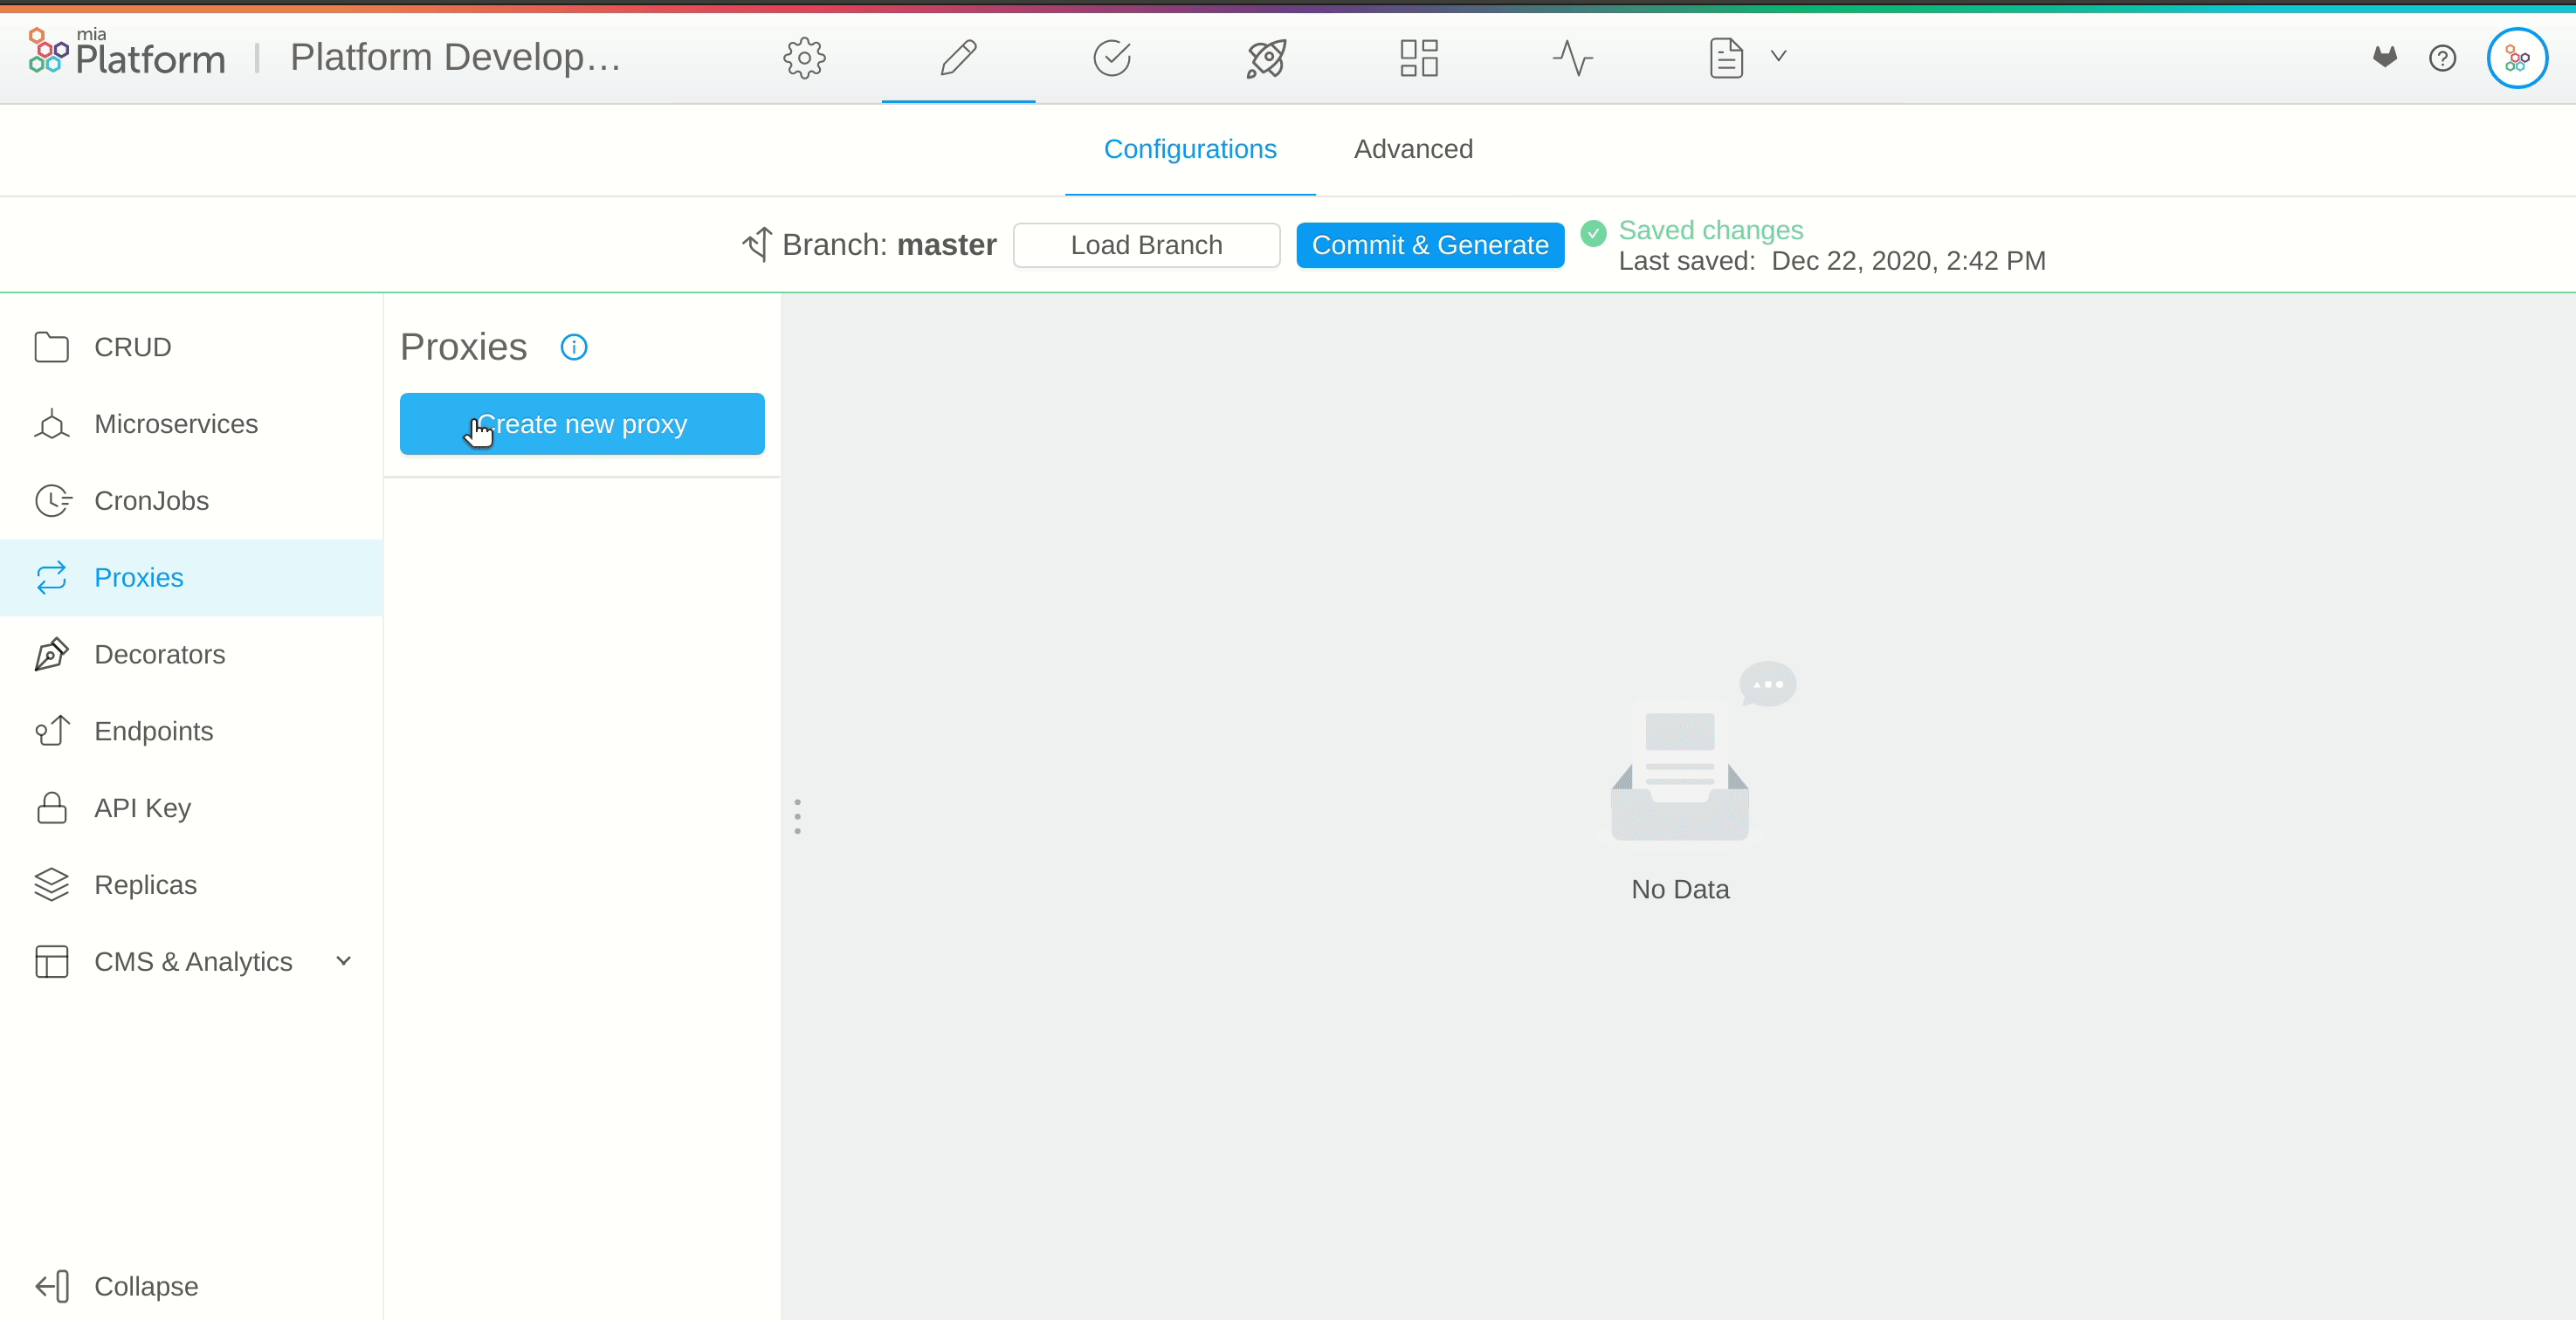 mia
Platform
Platform Develop...
Configurations
Advanced
Branch: master
Load Branch
Commit & Generate
Saved changes
Last saved: Dec 22, 2020, 2:42 PM
CRUD
Microservices
CronJobs
Proxies
Decorators
Endpoints
API Key
Replicas
CMS & Analytics
Collapse
Proxies
Create new proxy
No Data